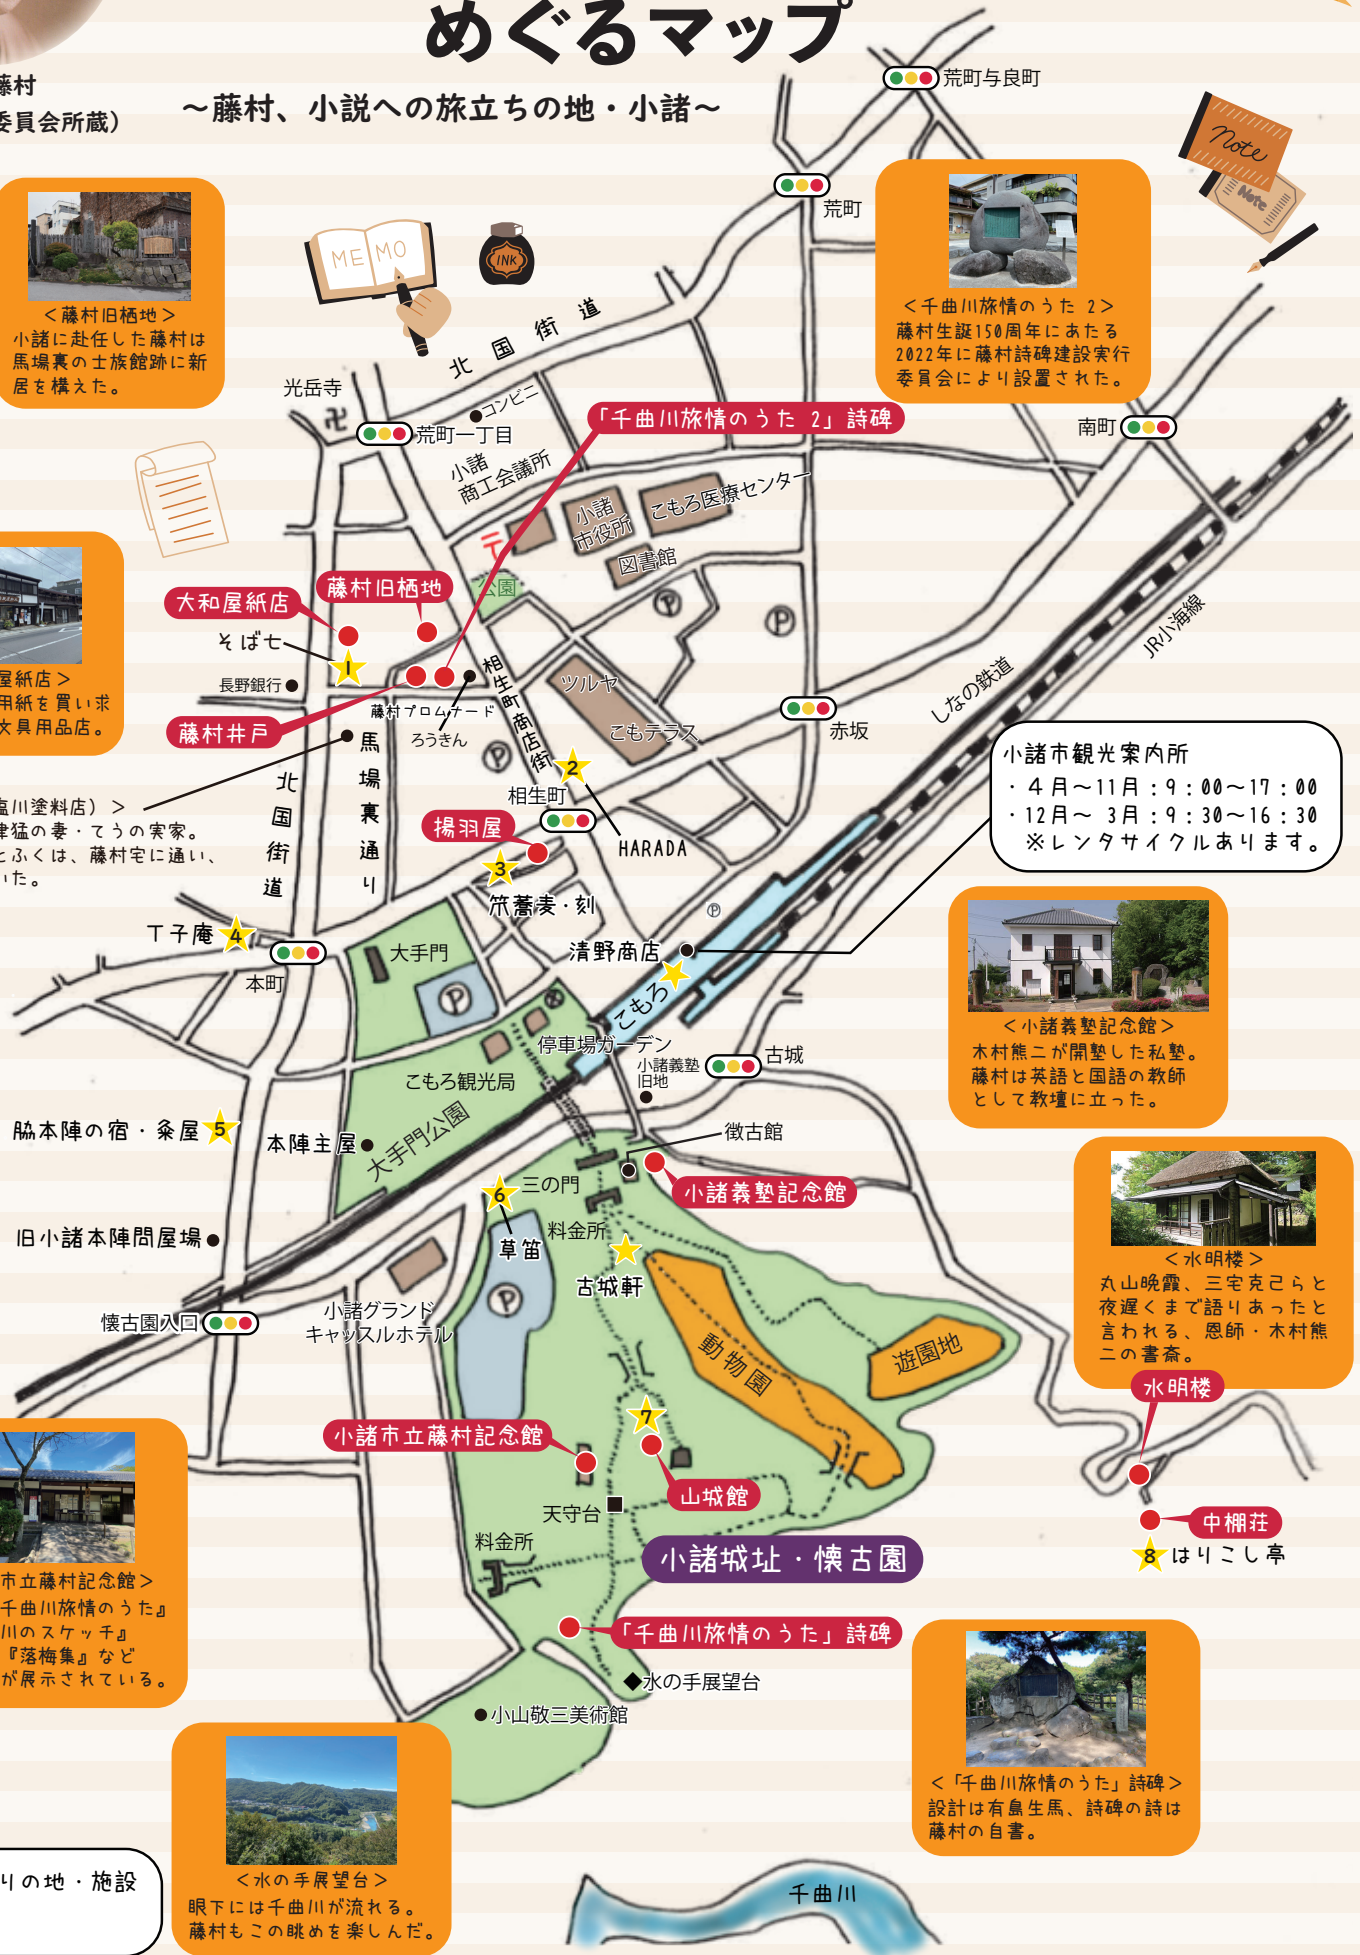 めぐるマップ
～藤村、小説への旅立ちの地・小諸～
藤村
委員会所蔵）
荒町与良町
荒町
Note
Note
MEMO
INK
＜藤村旧栖地＞
小諸に赴任した藤村は
馬場裏の士族館跡に新
居を構えた。
＜千曲川旅情のうた 2＞
藤村生誕150周年にあたる
2022年に藤村詩碑建設実行
委員会により設置された。
北国街道
光岳寺
卍
コンビニ
荒町一丁目
「千曲川旅情のうた 2」詩碑
南町
小諸
商工会議所
小諸
市役所
こもろ医療センター
図書館
〒
公園
P
P
大和屋紙店
藤村旧栖地
そば七
1
長野銀行
藤村井戸
藤村プロムナード
ろうきん
相生町商店街
ツルヤ
こもテラス
赤坂
しなの鉄道
JR小海線
屋紙店＞
用紙を買い求
文具用品店。
塩川塗料店）＞
津猛の妻・てうの実家。
とふくは、藤村宅に通い、
いた。
馬場裏通り
北国街道
P
2
相生町
HARADA
揚羽屋
3
笊蕎麦・刻
小諸市観光案内所
・4月～11月：9：00～17：00
・12月～ 3月：9：30～16：30
※レンタサイクルあります。
丁子庵
4
本町
大手門
P
P
清野商店
こもろ
停車場ガーデン
こもろ観光局
小諸義塾
旧地
古城
＜小諸義塾記念館＞
木村熊二が開塾した私塾。
藤村は英語と国語の教師
として教壇に立った。
脇本陣の宿・粂屋
5
本陣主屋
大手門公園
徴古館
小諸義塾記念館
旧小諸本陣問屋場
6
三の門
料金所
草笛
古城軒
P
懐古園入口
小諸グランド
キャッスルホテル
動物園
遊園地
＜水明楼＞
丸山晩霞、三宅克己らと
夜遅くまで語りあったと
言われる、恩師・木村熊
二の書斎。
水明楼
小諸市立藤村記念館
7
山城館
天守台
料金所
中棚荘
8
はりこし亭
小諸城址・懐古園
市立藤村記念館＞
千曲川旅情のうた』
川のスケッチ』
『落梅集』など
が展示されている。
「千曲川旅情のうた」詩碑
水の手展望台
小山敬三美術館
＜「千曲川旅情のうた」詩碑＞
設計は有島生馬、詩碑の詩は
藤村の自書。
＜水の手展望台＞
眼下には千曲川が流れる。
藤村もこの眺めを楽しんだ。
りの地・施設
千曲川